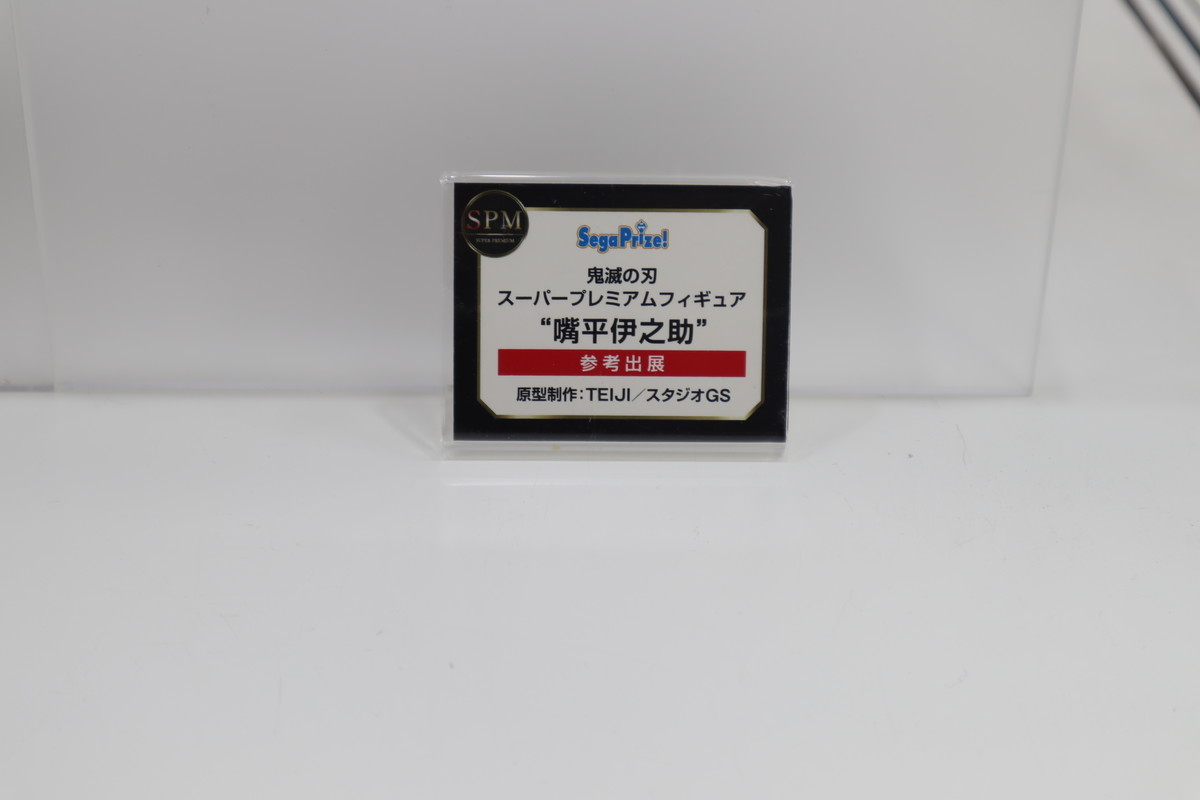 SPM
SUPER PREMIUM
SegaPrize!
鬼滅の刃
スーパープレミアムフィギュア
“嘴平伊之助”
参考出展
原型制作:TEIJI／スタジオGS